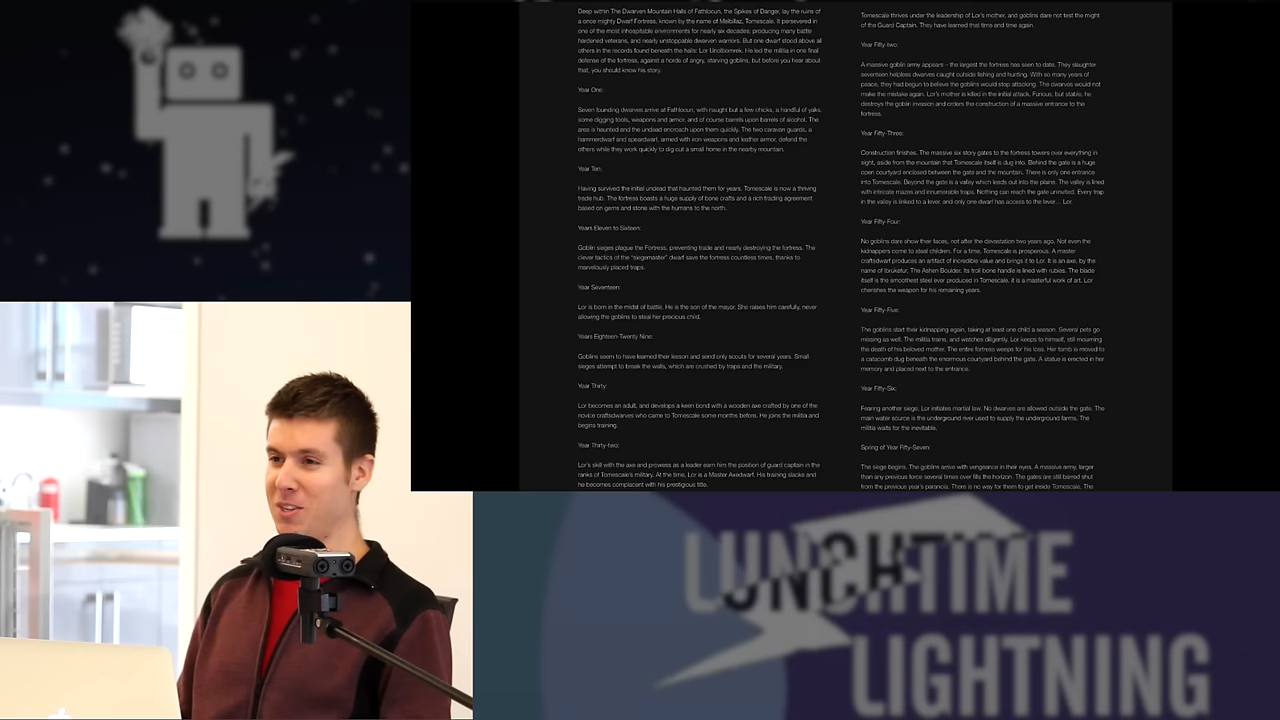 Deep within The Dwarven Mountain Halls of Fathlocun, the Spikes of Danger, lay the ruins of
a once mighty Dwarf Fortress, known by the name of Melbillaz, Tomescale. It persevered in
one of the most inhospitable environments for nearly six decades; producing many battle
hardened veterans, and nearly unstoppable dwarven warriors. But one dwarf stood above all
others in the records found beneath the halls: Lor Unolbomrek. He led the militia in one final
defense of the fortress, against a horde of angry, starving goblins, but before you hear about
that, you should know his story.
Year One:
Seven founding dwarves arrive at Fathlocun, with naught but a few chicks, a handful of yaks,
some digging tools, weapons and armor, and of course barrels upon barrels of alcohol. The
area is haunted and the undead encroach upon them quickly. The two caravan guards, a
hammerdwarf and speardwarf, armed with iron weapons and leather armor, defend the
others while they work quickly to dig out a small home in the nearby mountain.
Year Ten:
Having survived the initial undead that haunted them for years, Tomescale is now a thriving
trade hub. The fortress boasts a huge supply of bone crafts and a rich trading agreement
based on gems and stone with the humans to the north.
Years Eleven to Sixteen:
Goblin sieges plague the Fortress, preventing trade and nearly destroying the fortress. The
clever tactics of the "siegemaster" dwarf save the fortress countless times, thanks to
marvelously placed traps.
Year Seventeen:
Lor is born in the midst of battle. He is the son of the mayor. She raises him carefully, never
allowing the goblins to steal her precious child.
Years Eighteen-Twenty Nine:
Goblins seem to have learned their lesson and send only scouts for several years. Small
sieges attempt to break the walls, which are crushed by traps and the military.
Year Thirty:
Lor becomes an adult, and develops a keen bond with a wooden axe crafted by one of the
novice craftsdwarves who came to Tomescale some months before. He joins the militia and
begins training.
Year Thirty-two:
Lor's skill with the axe and prowess as a leader earn him the position of guard captain in the
ranks of Tomescale's military. At the time, Lor is a Master Axedwarf. His training slacks and
he becomes complacent with his prestigious title.
Tomescale thrives under the leadership of Lor's mother, and goblins dare not test the might
of the Guard Captain. They have learned that time and time again.
Year Fifty-two:
A massive goblin army appears – the largest the fortress has seen to date. They slaughter
seventeen helpless dwarves caught outside fishing and hunting. With so many years of
peace, they had begun to believe the goblins would stop attacking. The dwarves would not
make the mistake again. Lor's mother is killed in the initial attack. Furious, but stable, he
destroys the goblin invasion and orders the construction of a massive entrance to the
fortress.
Year Fifty-Three:
Construction finishes. The massive six story gates to the fortress towers over everything in
sight, aside from the mountain that Tomescale itself is dug into. Behind the gate is a huge
open courtyard enclosed between the gate and the mountain. There is only one entrance
into Tomescale. Beyond the gate is a valley which leads out into the plains. The valley is lined
with intricate mazes and innumerable traps. Nothing can reach the gate uninvited. Every trap
in the valley is linked to a lever, and only one dwarf has access to the lever… Lor.
Year Fifty-Four:
No goblins dare show their faces, not after the devastation two years ago. Not even the
kidnappers come to steal children. For a time, Tomescale is prosperous. A master
craftsdwarf produces an artifact of incredible value and brings it to Lor. It is an axe, by the
name of Ibruketur, The Ashen Boulder. Its troll bone handle is lined with rubies. The blade
itself is the smoothest steel ever produced in Tomescale, it is a masterful work of art. Lor
cherishes the weapon for his remaining years.
Year Fifty-Five:
The goblins start their kidnapping again, taking at least one child a season. Several pets go
missing as well. The militia trains, and watches diligently. Lor keeps to himself, still mourning
the death of his beloved mother. The entire fortress weeps for his loss. Her tomb is moved to
a catacomb dug beneath the enormous courtyard behind the gate. A statue is erected in her
memory and placed next to the entrance.
Year Fifty-Six:
Fearing another siege, Lor initiates martial law. No dwarves are allowed outside the gate. The
main water source is the underground river used to supply the underground farms. The
militia waits for the inevitable.
Spring of Year Fifty-Seven:
The siege begins. The goblins arrive with vengeance in their eyes. A massive army, larger
than any previous force several times over fills the horizon. The gates are still barred shut
from the previous year's paranoia. There is no way for them to get inside Tomescale. The
LUNCHTIME
LIGHTNING